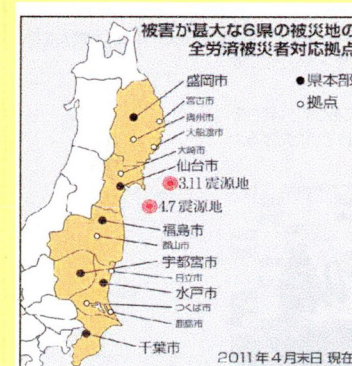 被害が甚大な6県の被災地の
全労済被災者対応拠点
盛岡市
●県本部
宮古市
○拠点
奥州市
大船渡市
大崎市
仙台市
3.11 震源地
4.7 震源地
福島市
郡山市
宇都宮市
日立市
水戸市
つくば市
鹿島市
千葉市
2011年4月末日 現在